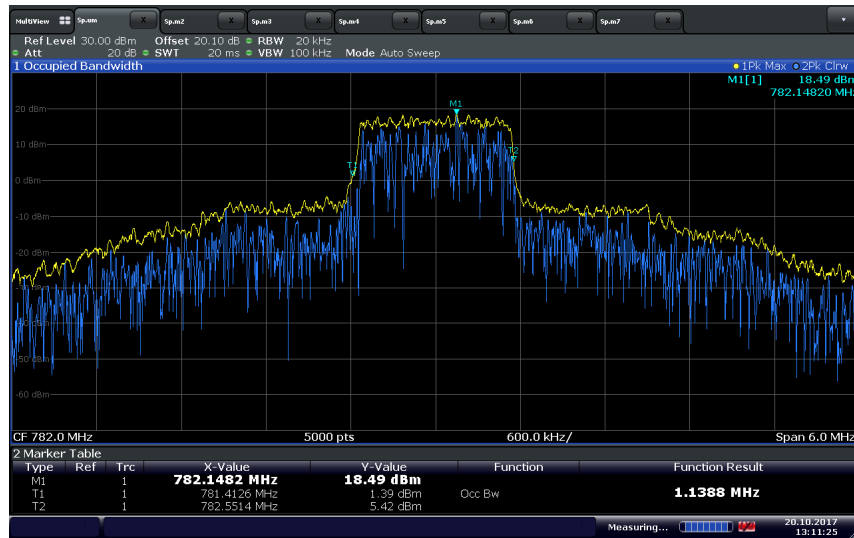 MultiView Sp.um X Sp.m2 X Sp.m3 X Sp.m4 X Sp.m5 X Sp.m6 X Sp.m7 X
Ref Level 30.00 dBm Offset 20.10 dB RBW 20 kHz
Att 20 dB SWT 20 ms VBW 100 kHz Mode Auto Sweep
1 Occupied Bandwidth 1Pk Max 2Pk Clrw
M1[1] 18.49 dBm
782.14820 MHz
M1
20 dBm
10 dBm
T2
T1
0 dBm
-10 dBm
-20 dBm
-50 dBm
-60 dBm
CF 782.0 MHz 5000 pts 600.0 kHz/ Span 6.0 MHz
2 Marker Table
Type Ref Trc X-Value Y-Value Function Function Result
M1 1 782.1482 MHz 18.49 dBm
T1 1 781.4126 MHz 1.39 dBm Occ Bw 1.1388 MHz
T2 1 782.5514 MHz 5.42 dBm
Measuring... 20.10.2017
13:11:25